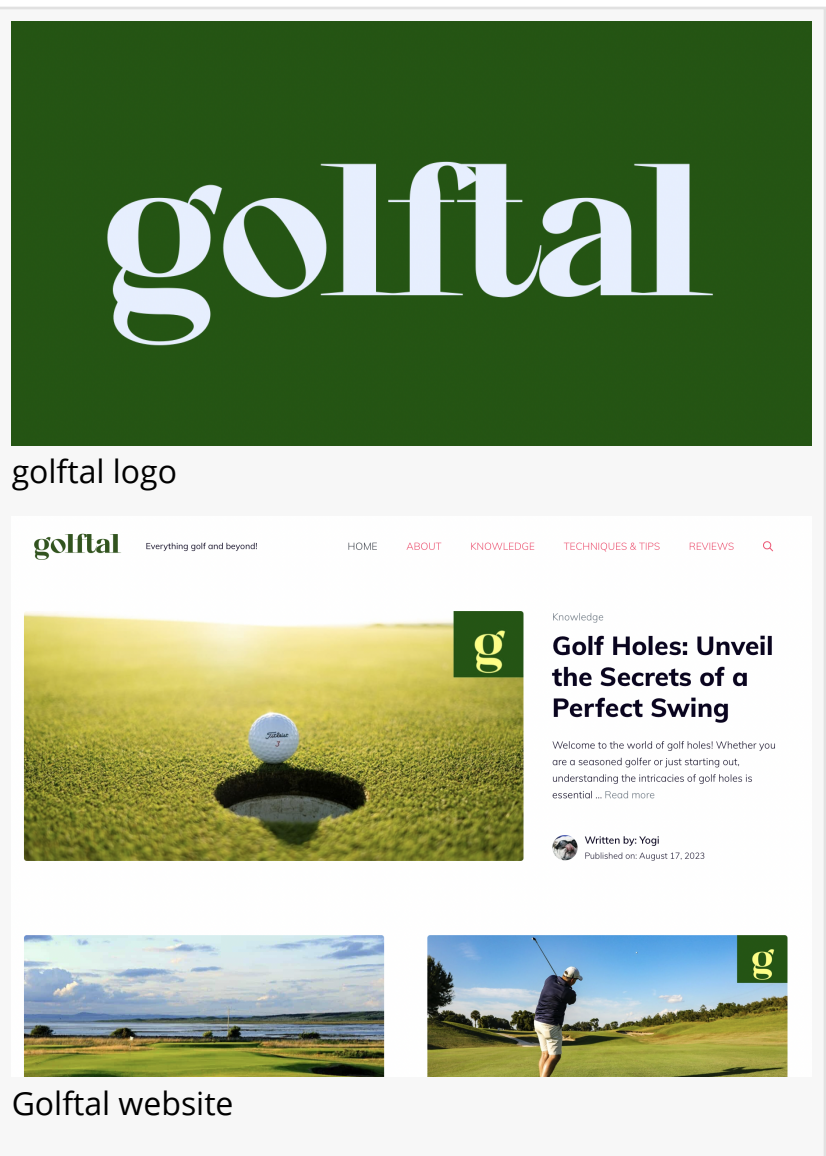 golftal
golftal logo
golftal
Everything golf and beyond!
HOME
ABOUT
KNOWLEDGE
TECHNIQUES & TIPS
REVIEWS
g
Knowledge
Golf Holes: Unveil
the Secrets of a
Perfect Swing
Titleist
3
Welcome to the world of golf holes! Whether you
are a seasoned golfer or just starting out,
understanding the intricacies of golf holes is
essential ... Read more
Written by: Yogi
Published on: August 17, 2023
g
Golftal website